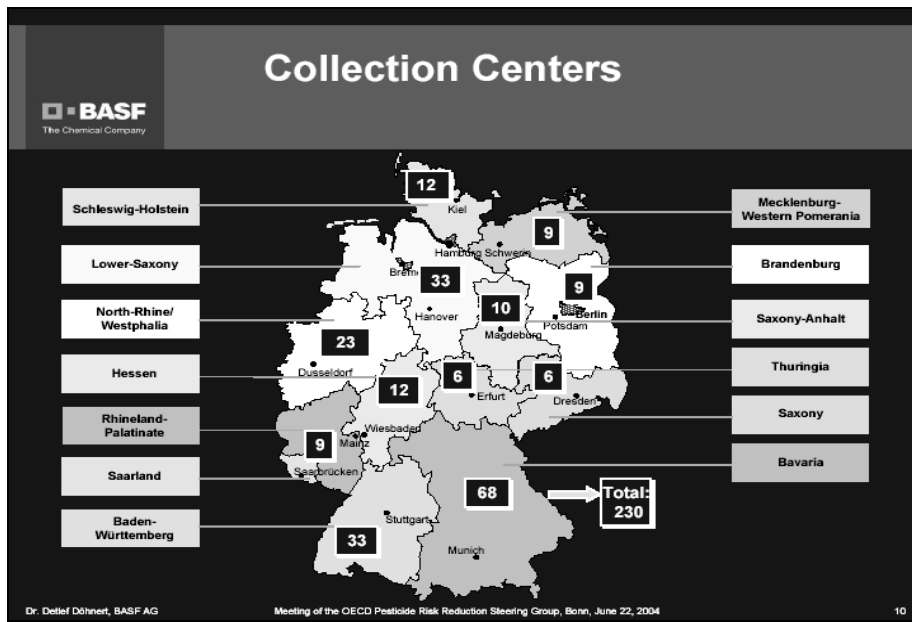 Collection Centers
BASF
The Chemical Company
Schleswig-Holstein
Lower-Saxony
North-Rhine/
Westphalia
Hessen
Rhineland-
Palatinate
Saarland
Baden-
Württemberg
12
Kiel
9
Hamburg
Schwerin
Brem
33
9
Hanover
10
Berlin
Potsdam
Magdeburg
23
Dusseldorf
12
6
6
Erfurt
Dresden
Wiesbaden
Mainz
9
Saarbrücken
68
Stuttgart
33
Munich
Total:
230
Mecklenburg-
Western Pomerania
Brandenburg
Saxony-Anhalt
Thuringia
Saxony
Bavaria
Dr. Detlef Döhnert, BASF AG
Meeting of the OECD Pesticide Risk Reduction Steering Group, Bonn, June 22, 2004
10